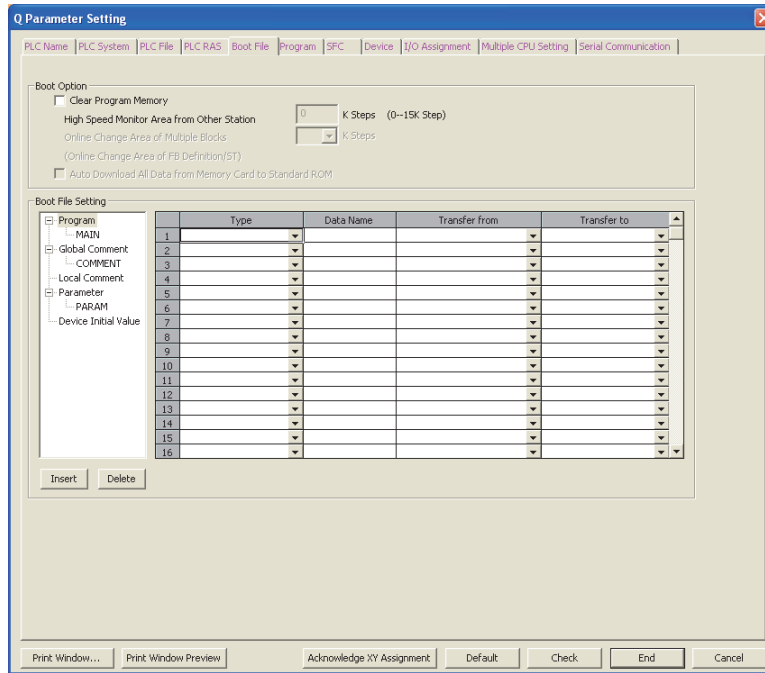 Q Parameter Setting
PLC Name PLC System PLC File PLC RAS Boot File Program SFC Device I/O Assignment Multiple CPU Setting Serial Communication
Boot Option
Clear Program Memory
High Speed Monitor Area from Other Station 0 K Steps (0--15K Step)
Online Change Area of Multiple Blocks K Steps
(Online Change Area of FB Definition/ST)
Auto Download All Data from Memory Card to Standard ROM
Boot File Setting
Program
MAIN
Global Comment
COMMENT
Local Comment
Parameter
PARAM
Device Initial Value
Type Data Name Transfer from Transfer to
1
2
3
4
5
6
7
8
9
10
11
12
13
14
15
16
Insert Delete
Print Window... Print Window Preview Acknowledge XY Assignment Default Check End Cancel